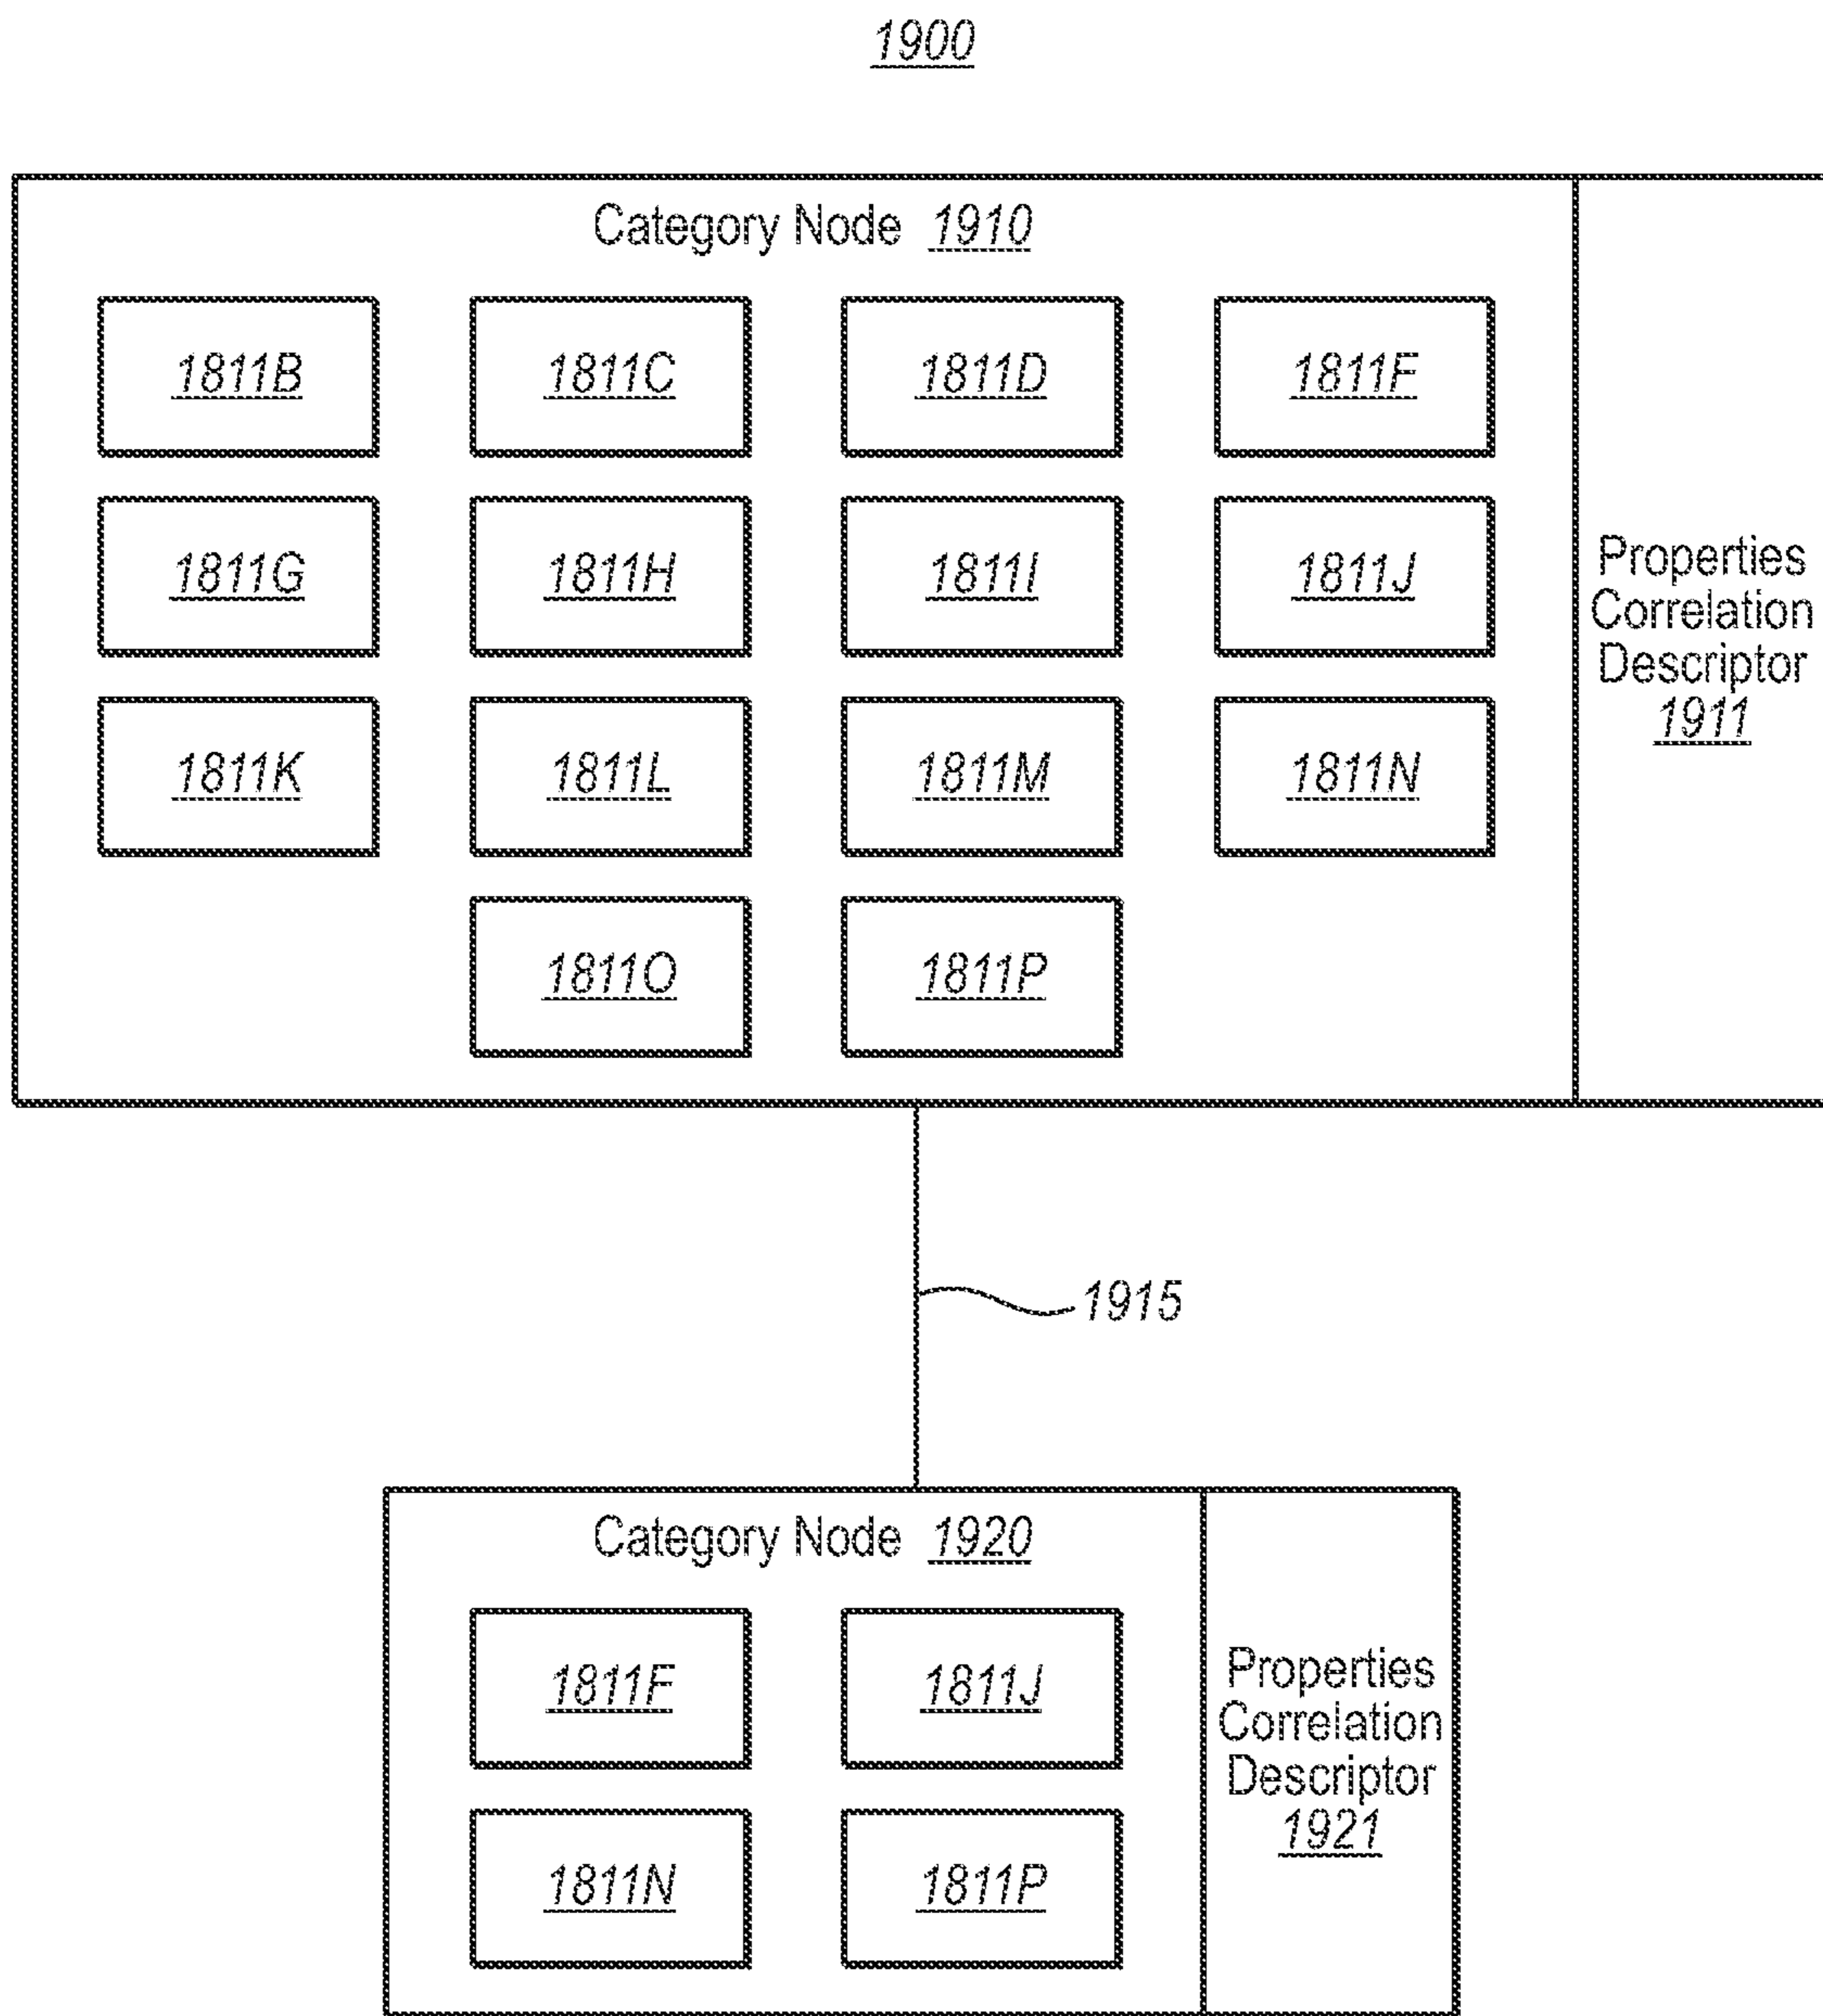 1900
Category Node 1910
1811B 1811C 1811D 1811F
1811G 1811H 1811I 1811J
1811K 1811L 1811M 1811N
1811O 1811P
Properties
Correlation
Descriptor
1911
1915
Category Node 1920
1811F 1811J
1811N 1811P
Properties
Correlation
Descriptor
1921